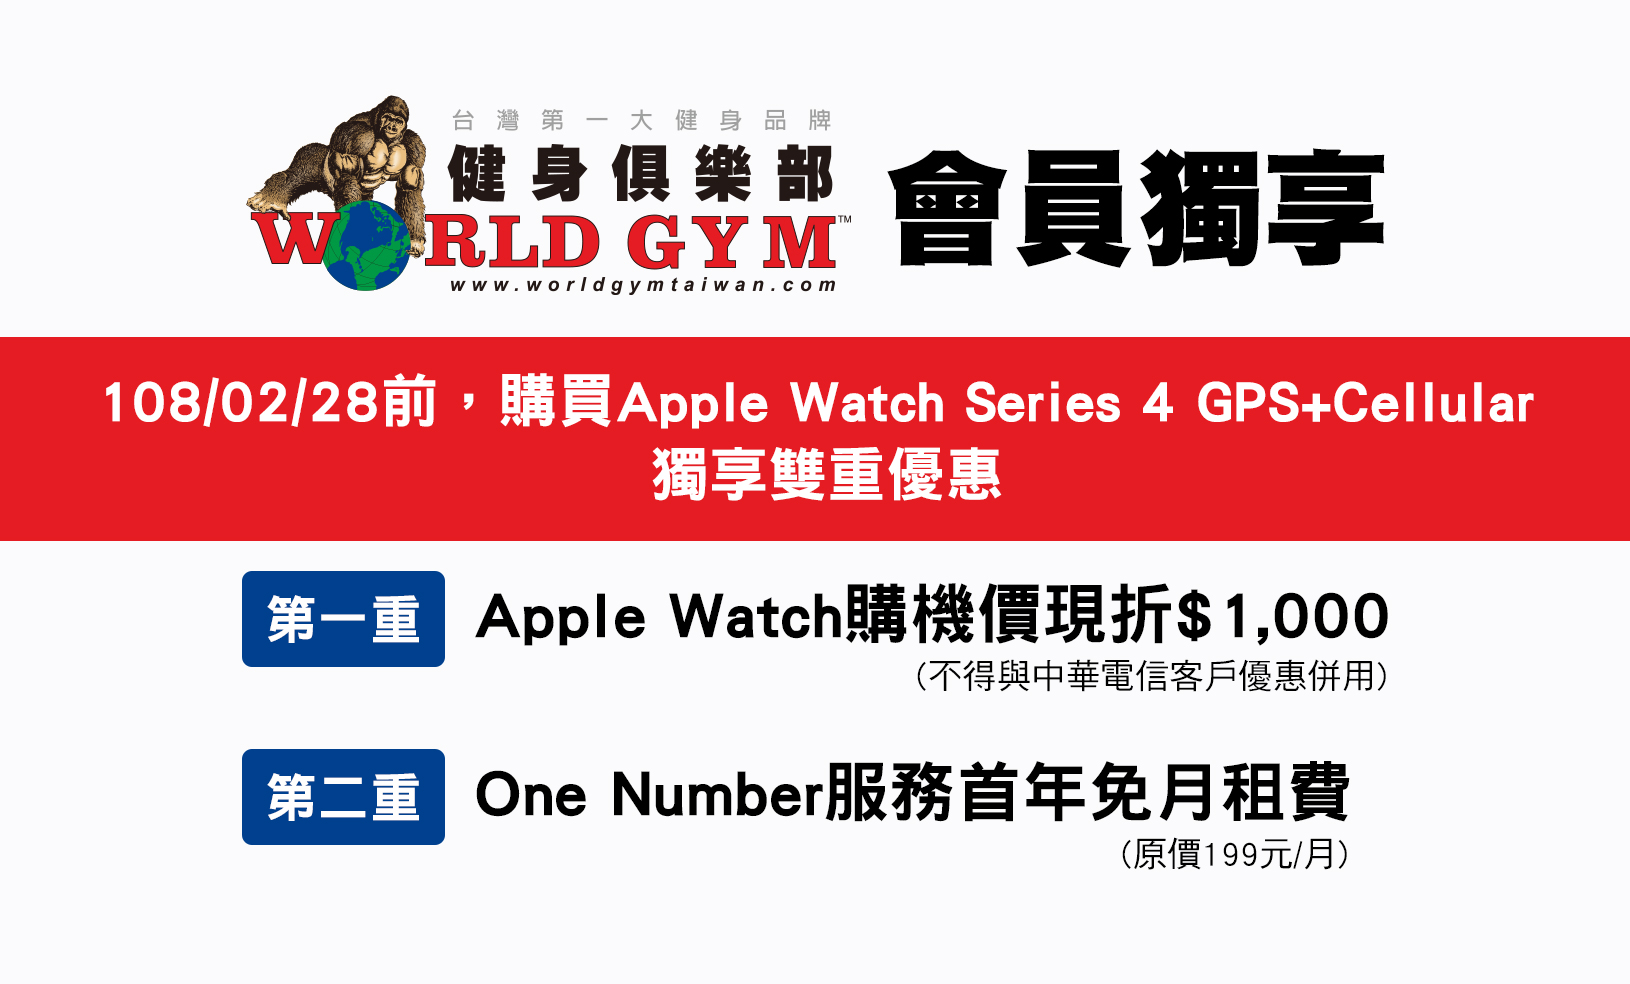 台灣第一大健身品牌
健身俱樂部
WORLD GYM™
www.worldgymtaiwan.com
會員獨享
108/02/28前，購買Apple Watch Series 4 GPS+Cellular
獨享雙重優惠
第一重
Apple Watch購機價現折$1,000
(不得與中華電信客戶優惠併用)
第二重
One Number服務首年免月租費
(原價199元/月)